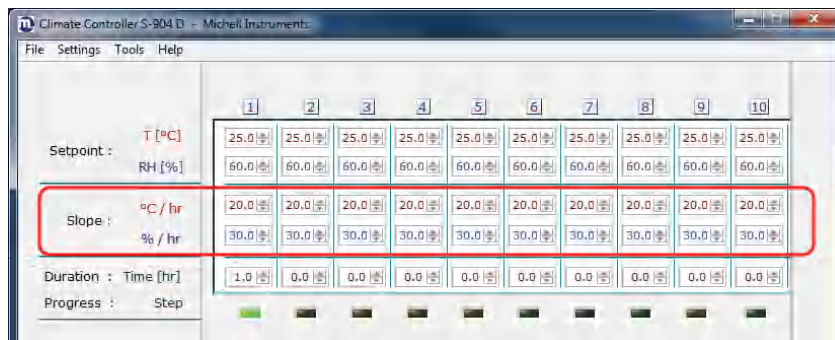 Climate Controller S-904 D - Michell Instruments
File Settings Tools Help
1 2 3 4 5 6 7 8 9 10
Setpoint :
T [ºC] 25.0 25.0 25.0 25.0 25.0 25.0 25.0 25.0 25.0 25.0
RH [%] 60.0 60.0 60.0 60.0 60.0 60.0 60.0 60.0 60.0 60.0
Slope :
ºC / hr 20.0 20.0 20.0 20.0 20.0 20.0 20.0 20.0 20.0 20.0
% / hr 30.0 30.0 30.0 30.0 30.0 30.0 30.0 30.0 30.0 30.0
Duration : Time [hr] 1.0 0.0 0.0 0.0 0.0 0.0 0.0 0.0 0.0 0.0
Progress : Step